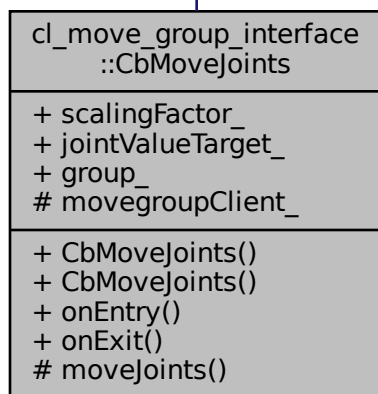 cl_move_group_interface
::CbMoveJoints
+ scalingFactor_
+ jointValueTarget_
+ group_
# movegroupClient_
+ CbMoveJoints()
+ CbMoveJoints()
+ onEntry()
+ onExit()
# moveJoints()